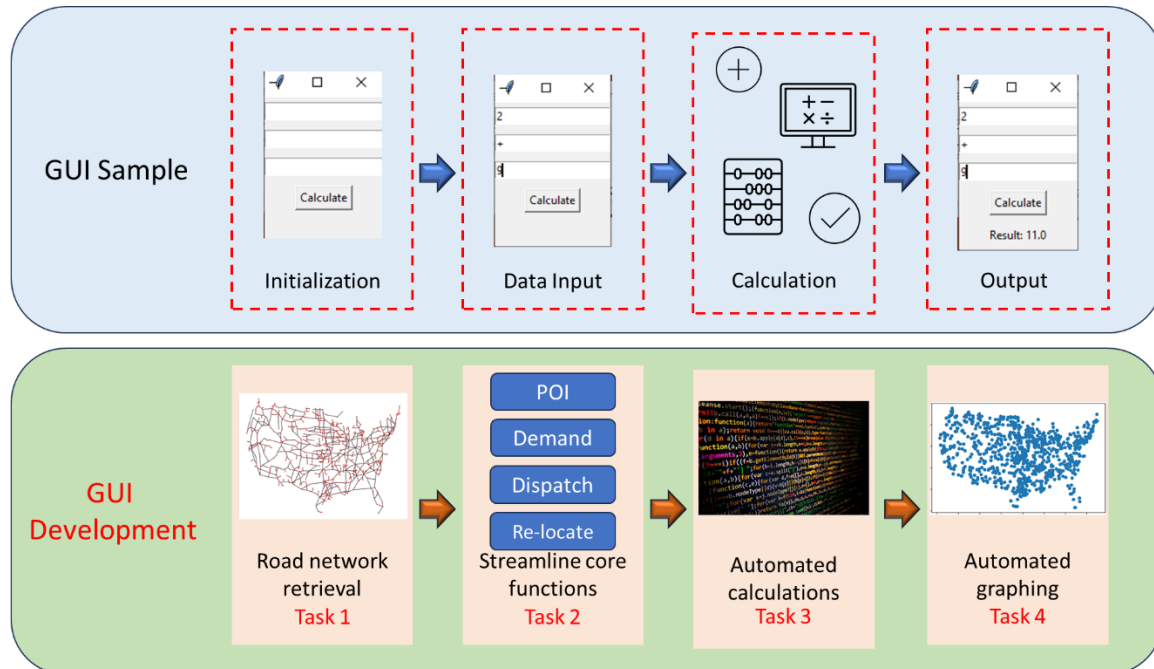 GUI Sample
2
+
9
Calculate
Initialization
Calculate
Data Input
Calculation
2
+
9
Calculate
Result: 11.0
Output
GUI
Development
Road network
retrieval
Task 1
POI
Demand
Dispatch
Re-locate
Streamline core
functions
Task 2
Automated
calculations
Task 3
Automated
graphing
Task 4